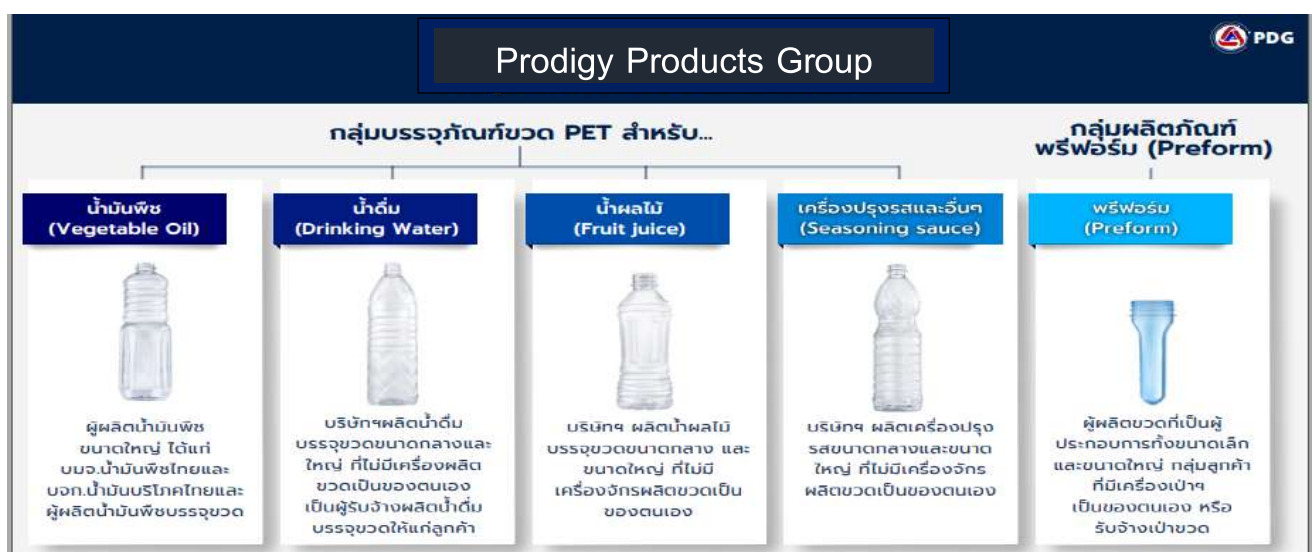 Prodigy Products Group
PDG
กลุ่มบรรจุภัณฑ์ขวด PET สำหรับ...
กลุ่มผลิตภัณฑ์
พรีฟอร์ม (Preform)
น้ำมันพืช
(Vegetable Oil)
ผู้ผลิตน้ำมันพืช
ขนาดใหญ่ ได้แก่
บมจ.น้ำมันพืชไทยและ
บจก.น้ำมันบริโภคไทยและ
ผู้ผลิตน้ำมันพืชบรรจุขวด
น้ำดื่ม
(Drinking Water)
บริษัทฯผลิตน้ำดื่ม
บรรจุขวดขนาดกลางและ
ใหญ่ ที่ไม่มีเครื่องผลิต
ขวดเป็นของตนเอง
เป็นผู้รับจ้างผลิตน้ำดื่ม
บรรจุขวดให้แก่ลูกค้า
น้ำผลไม้
(Fruit juice)
บริษัทฯ ผลิตน้ำผลไม้
บรรจุขวดขนาดกลาง และ
ขนาดใหญ่ ที่ไม่มี
เครื่องจักรผลิตขวดเป็น
ของตนเอง
เครื่องปรุงรสและอื่นๆ
(Seasoning sauce)
บริษัทฯ ผลิตเครื่องปรุง
รสขนาดกลางและขนาด
ใหญ่ ที่ไม่มีเครื่องจักร
ผลิตขวดเป็นของตนเอง
พรีฟอร์ม
(Preform)
ผู้ผลิตขวดที่เป็นผู้
ประกอบการทั้งขนาดเล็ก
และขนาดใหญ่ กลุ่มลูกค้า
ที่มีเครื่องเป่าฯ
เป็นของตนเอง หรือ
รับจ้างเป่าขวด